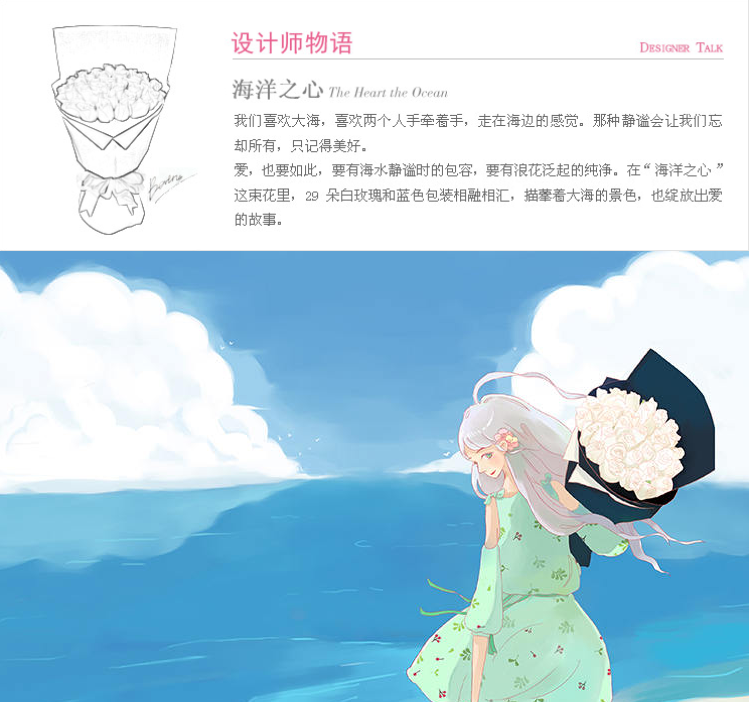 设计师物语 DESIGNER TALK
海洋之心 The Heart the Ocean
我们喜欢大海，喜欢两个人手牵着手，走在海边的感觉。那种静谧会让我们忘
却所有，只记得美好。
爱，也要如此，要有海水静谧时的包容，要有浪花泛起的纯净。在“海洋之心”
这束花里，29 朵白玫瑰和蓝色包装相融相汇，描摹着大海的景色，也绽放出爱
的故事。